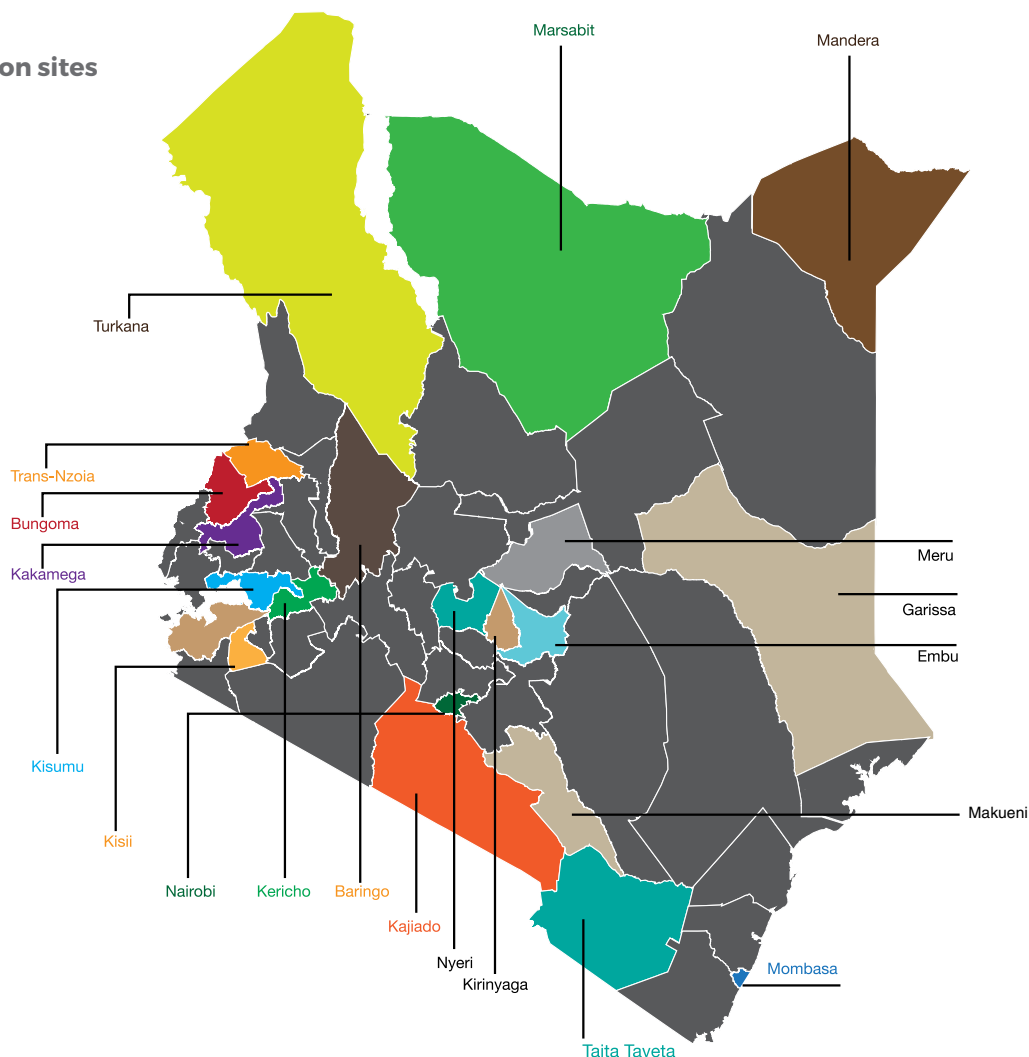 on sites
Marsabit
Mandera
Turkana
Trans-Nzoia
Bungoma
Kakamega
Meru
Garissa
Embu
Kisumu
Makueni
Kisii
Nairobi
Kericho
Baringo
Kajiado
Nyeri
Kirinyaga
Mombasa
Taita Taveta